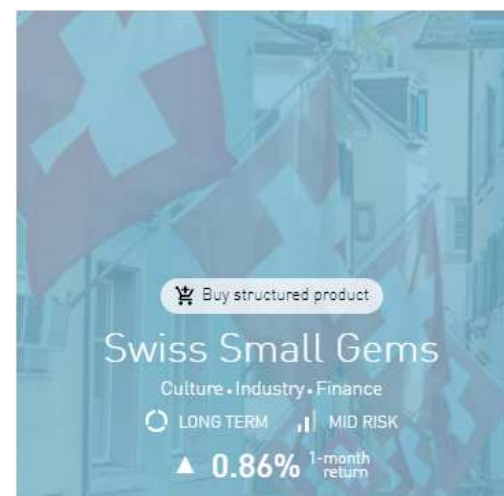 Buy structured product
Swiss Small Gems
Culture • Industry • Finance
LONG TERM MID RISK
▲ 0.86% 1-month return